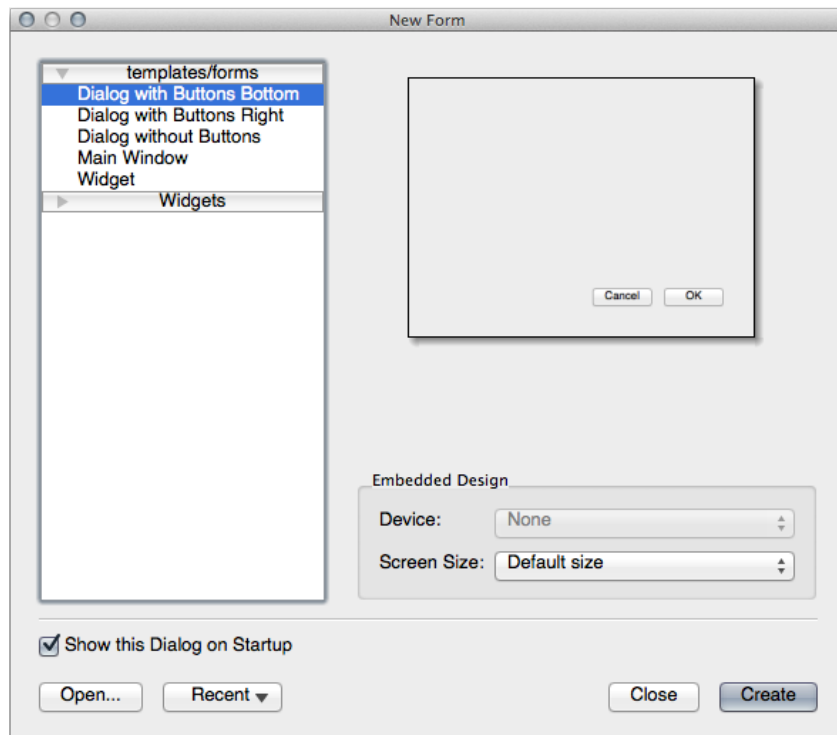 New Form
templates/forms
Dialog with Buttons Bottom
Dialog with Buttons Right
Dialog without Buttons
Main Window
Widget
Widgets
Cancel OK
Embedded Design
Device: None
Screen Size: Default size
Show this Dialog on Startup
Open... Recent Close Create